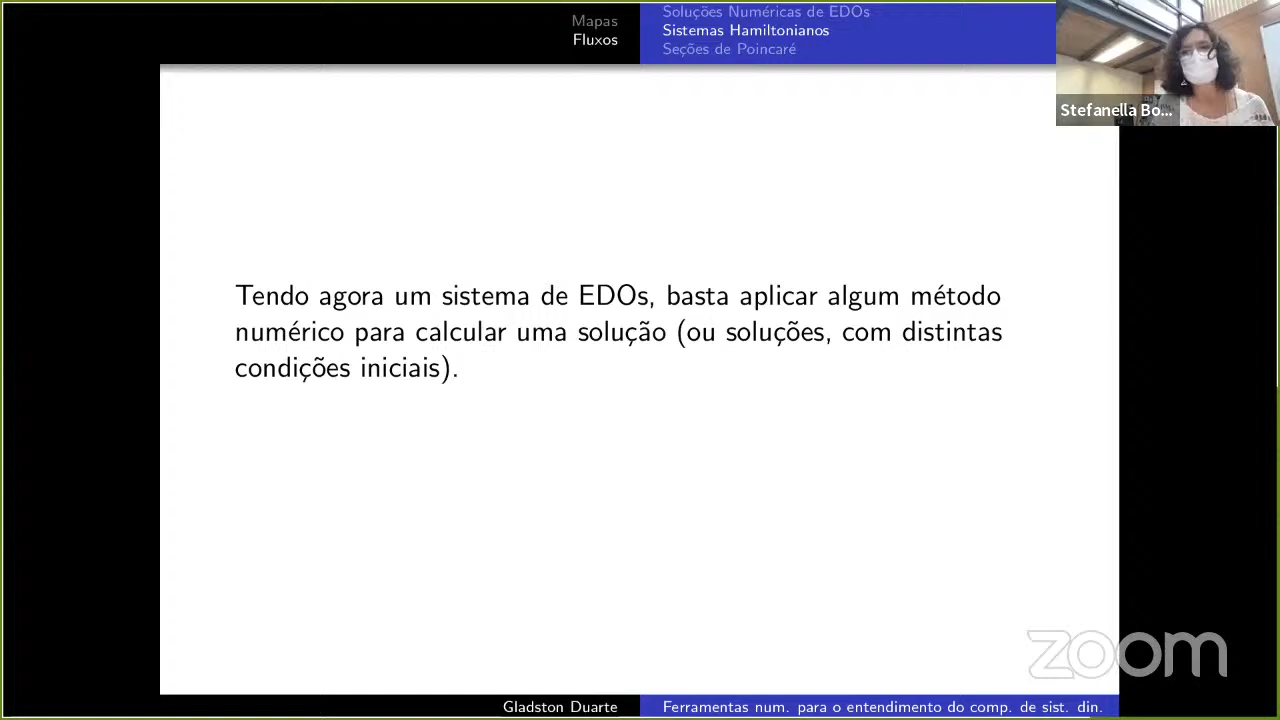 Mapas
Fluxos
Soluções Numéricas de EDOs
Sistemas Hamiltonianos
Seções de Poincaré
Stefanella Bo...
Tendo agora um sistema de EDOs, basta aplicar algum método
numérico para calcular uma solução (ou soluções, com distintas
condições iniciais).
zoom
Gladston Duarte
Ferramentas num. para o entendimento do comp. de sist. din.